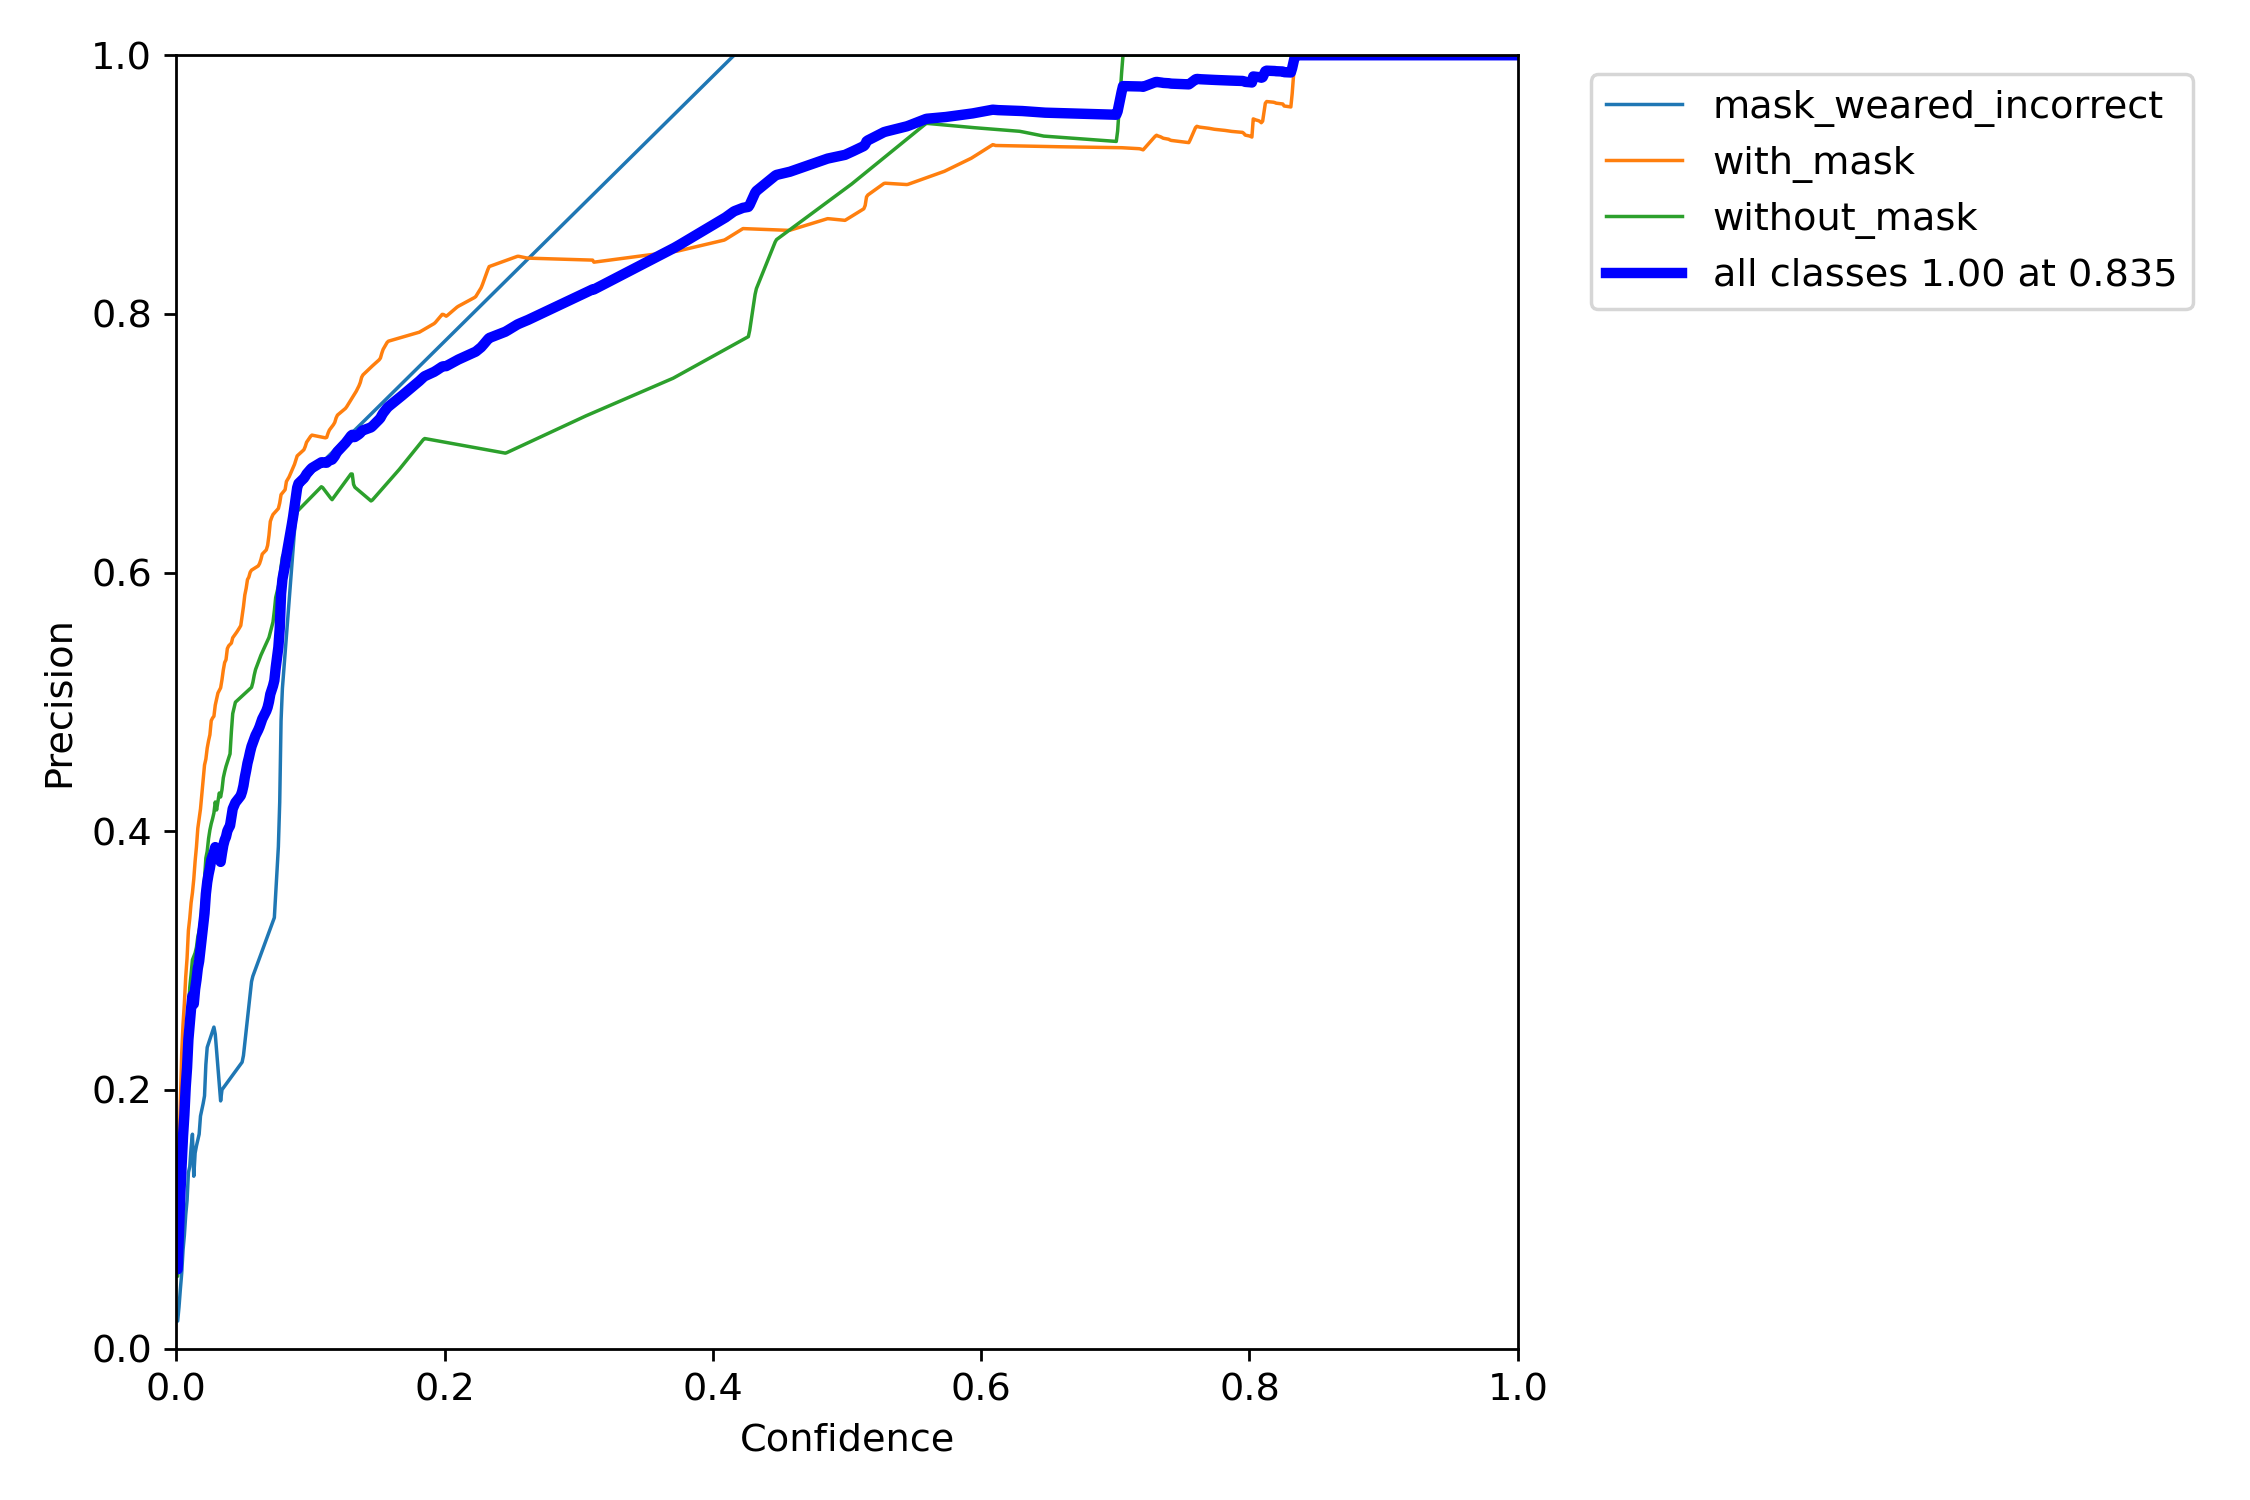 1.0
0.8
0.6
0.4
0.2
0.0
Precision
0.0 0.2 0.4 0.6 0.8 1.0
Confidence
mask_weared_incorrect
with_mask
without_mask
all classes 1.00 at 0.835